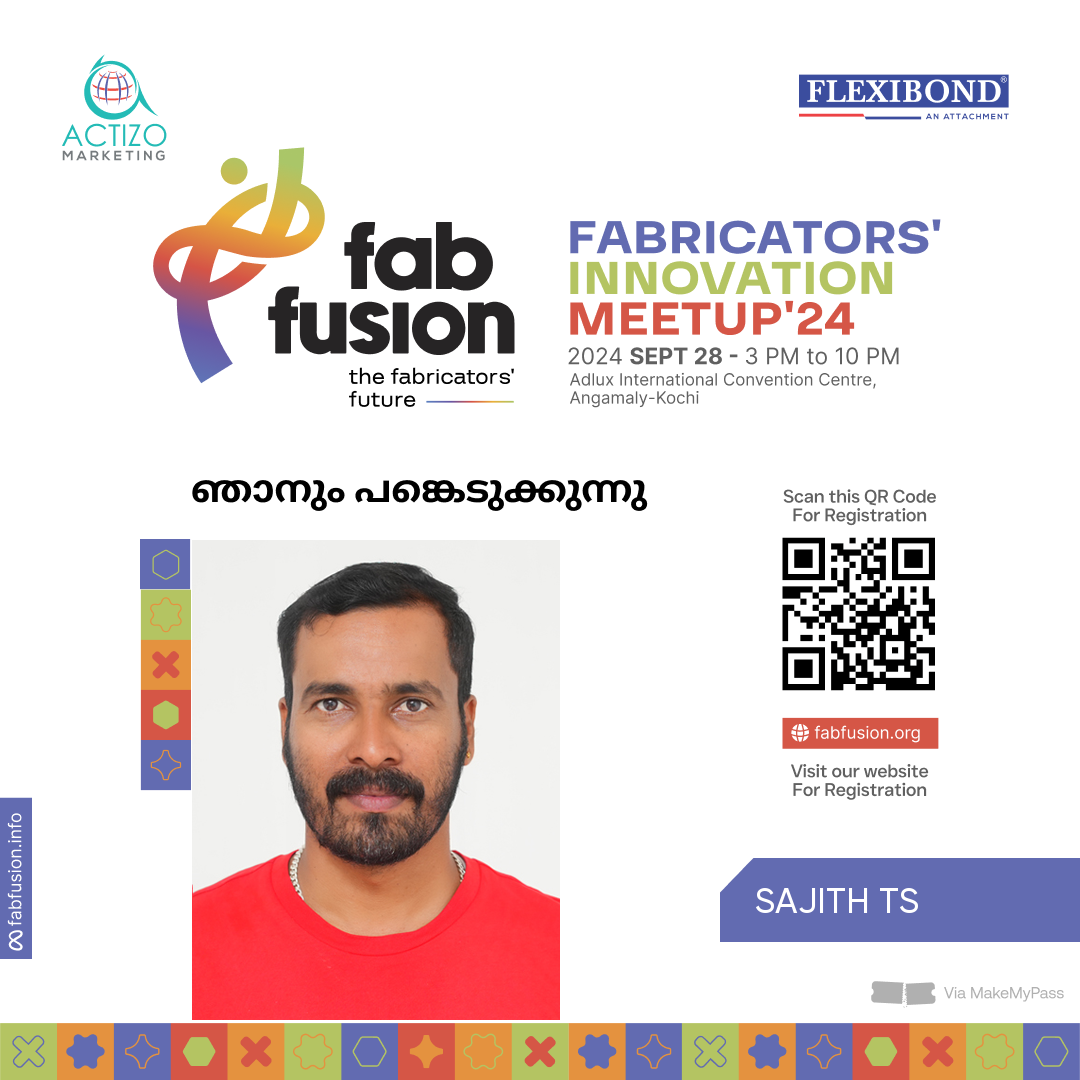 ACTIZO
MARKETING
FLEXIBOND®
AN ATTACHMENT
fab
fusion
the fabricators'
future
FABRICATORS'
INNOVATION
MEETUP'24
2024 SEPT 28 - 3 PM to 10 PM
Adlux International Convention Centre,
Angamaly-Kochi
ഞാനും പങ്കെടുക്കുന്നു
Scan this QR Code
For Registration
fabfusion.org
Visit our website
For Registration
fabfusion.info
SAJITH TS
Via MakeMyPass